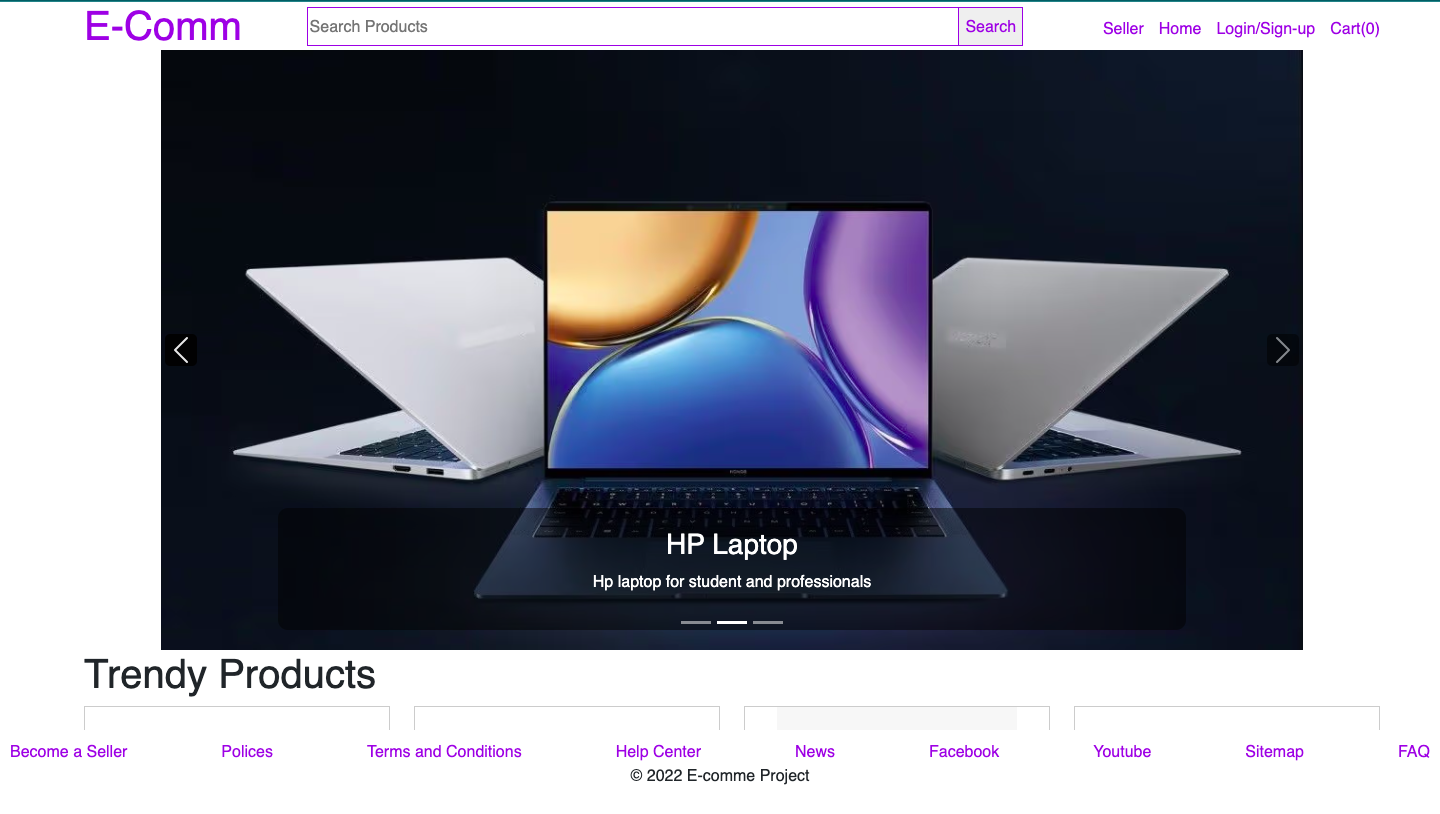 E-Comm
Search Products
Search
Seller
Home
Login/Sign-up
Cart(0)
HONOR
HP Laptop
Hp laptop for student and professionals
Trendy Products
Become a Seller
Polices
Terms and Conditions
Help Center
News
Facebook
Youtube
Sitemap
FAQ
© 2022 E-comme Project